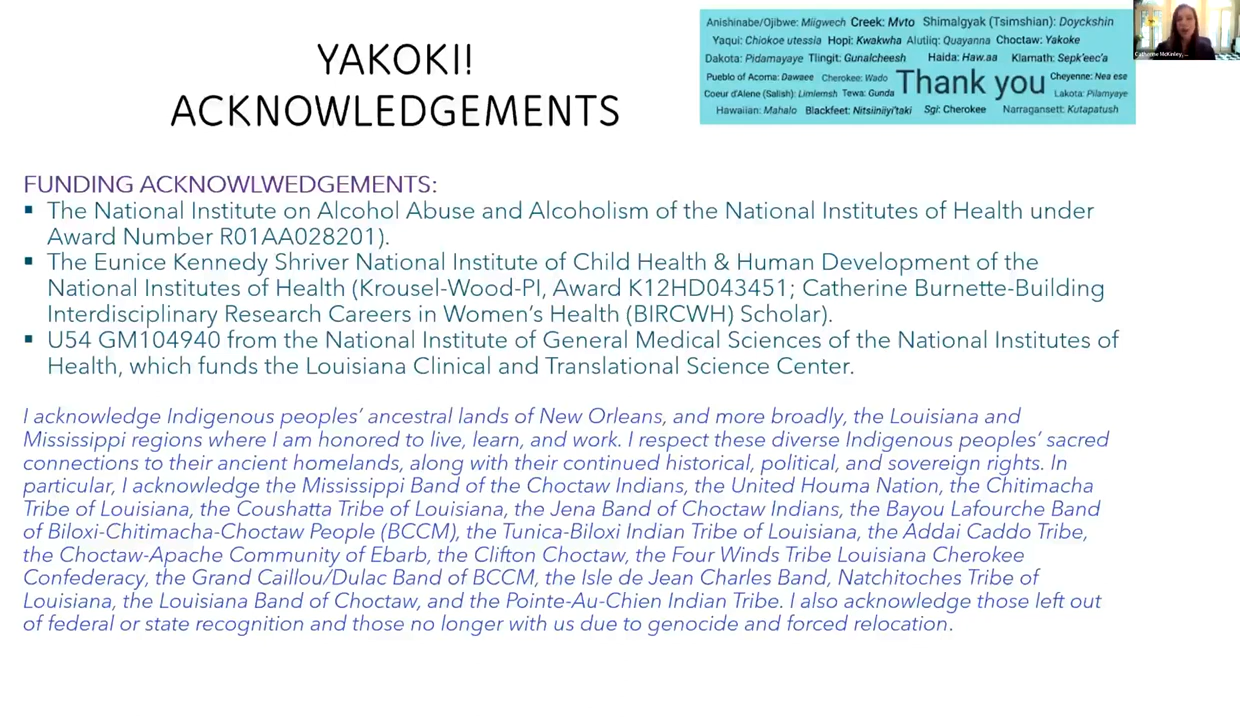 YAKOKI!
ACKNOWLEDGEMENTS
Anishinabe/Ojibwe: Miigwech Creek: Mvto Shimalgyak (Tsimshian): Doyckshin
Yaqui: Chiokoe utessia Hopi: Kwakwha Alutiiq: Quayanna Choctaw: Yakoke
Dakota: Pidamayaye Tlingit: Gunalcheesh Haida: Haw.aa Klamath: Sepk'eec'a
Pueblo of Acoma: Dawaee Cherokee: Wado Thank you Cheyenne: Nea ese
Coeur d'Alene (Salish): Limlemsh Tewa: Gunda Lakota: Pilamyaye
Hawaiian: Mahalo Blackfeet: Nitsíniiyi'taki Sgi: Cherokee Narragansett: Kutapatush
Catherine McKinley,...
FUNDING ACKNOWLWEDGEMENTS:
▪ The National Institute on Alcohol Abuse and Alcoholism of the National Institutes of Health under
Award Number R01AA028201).
▪ The Eunice Kennedy Shriver National Institute of Child Health & Human Development of the
National Institutes of Health (Krousel-Wood-PI, Award K12HD043451; Catherine Burnette-Building
Interdisciplinary Research Careers in Women's Health (BIRCWH) Scholar).
▪ U54 GM104940 from the National Institute of General Medical Sciences of the National Institutes of
Health, which funds the Louisiana Clinical and Translational Science Center.
I acknowledge Indigenous peoples' ancestral lands of New Orleans, and more broadly, the Louisiana and
Mississippi regions where I am honored to live, learn, and work. I respect these diverse Indigenous peoples' sacred
connections to their ancient homelands, along with their continued historical, political, and sovereign rights. In
particular, I acknowledge the Mississippi Band of the Choctaw Indians, the United Houma Nation, the Chitimacha
Tribe of Louisiana, the Coushatta Tribe of Louisiana, the Jena Band of Choctaw Indians, the Bayou Lafourche Band
of Biloxi-Chitimacha-Choctaw People (BCCM), the Tunica-Biloxi Indian Tribe of Louisiana, the Addai Caddo Tribe,
the Choctaw-Apache Community of Ebarb, the Clifton Choctaw, the Four Winds Tribe Louisiana Cherokee
Confederacy, the Grand Caillou/Dulac Band of BCCM, the Isle de Jean Charles Band, Natchitoches Tribe of
Louisiana, the Louisiana Band of Choctaw, and the Pointe-Au-Chien Indian Tribe. I also acknowledge those left out
of federal or state recognition and those no longer with us due to genocide and forced relocation.